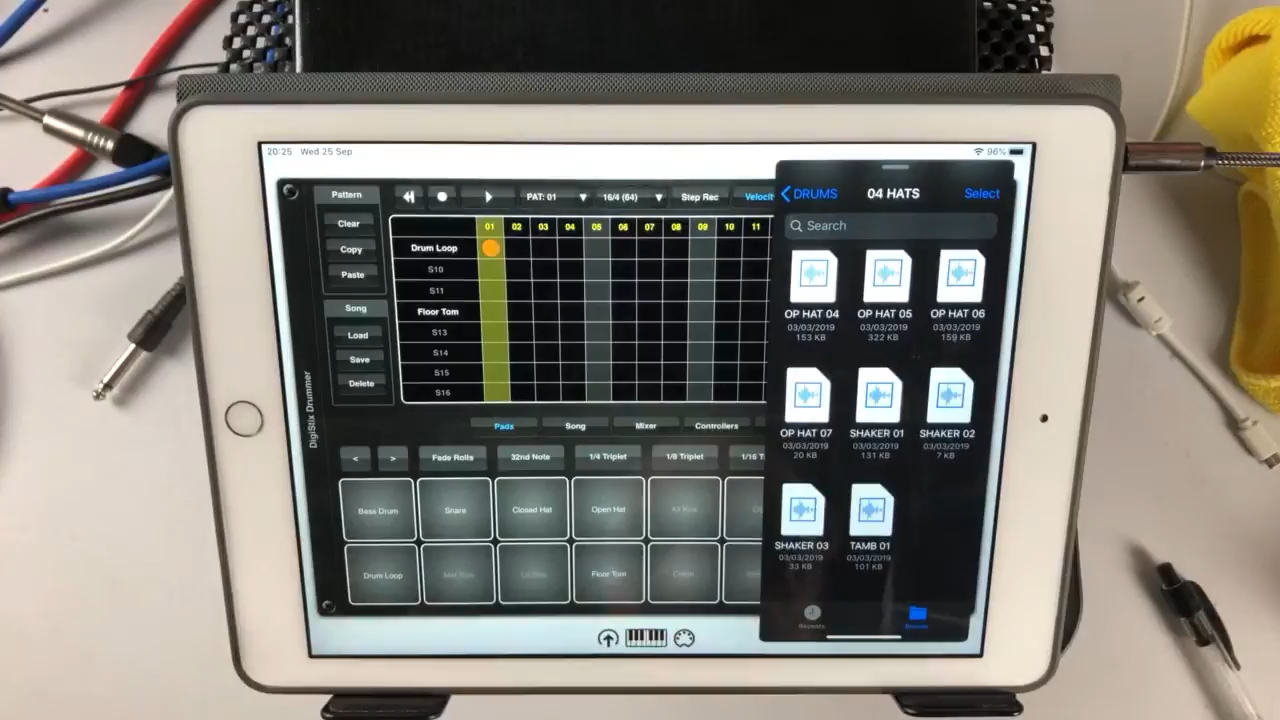 20:25 Wed 25 Sep
96%
Pattern
Clear
Copy
Paste
Song
Load
Save
Delete
DigiStix Drummer
PAT: 01
16/4 (64)
Step Rec
01 02 03 04 05 06 07 08 09 10 11
Drum Loop
S10
S11
Floor Tom
S13
S14
S15
S16
Pads
Song
Mixer
Controllers
<
>
Fade Rolls
32nd Note
1/4 Triplet
1/8 Triplet
Bass Drum
Snare
Closed Hat
Open Hat
Drum Loop
Floor Tom
DRUMS
04 HATS
Select
Search
OP HAT 04
03/03/2019
153 KB
OP HAT 05
03/03/2019
322 KB
OP HAT 06
03/03/2019
159 KB
OP HAT 07
03/03/2019
20 KB
SHAKER 01
03/03/2019
131 KB
SHAKER 02
03/03/2019
7 KB
SHAKER 03
03/03/2019
33 KB
TAMB 01
03/03/2019
101 KB